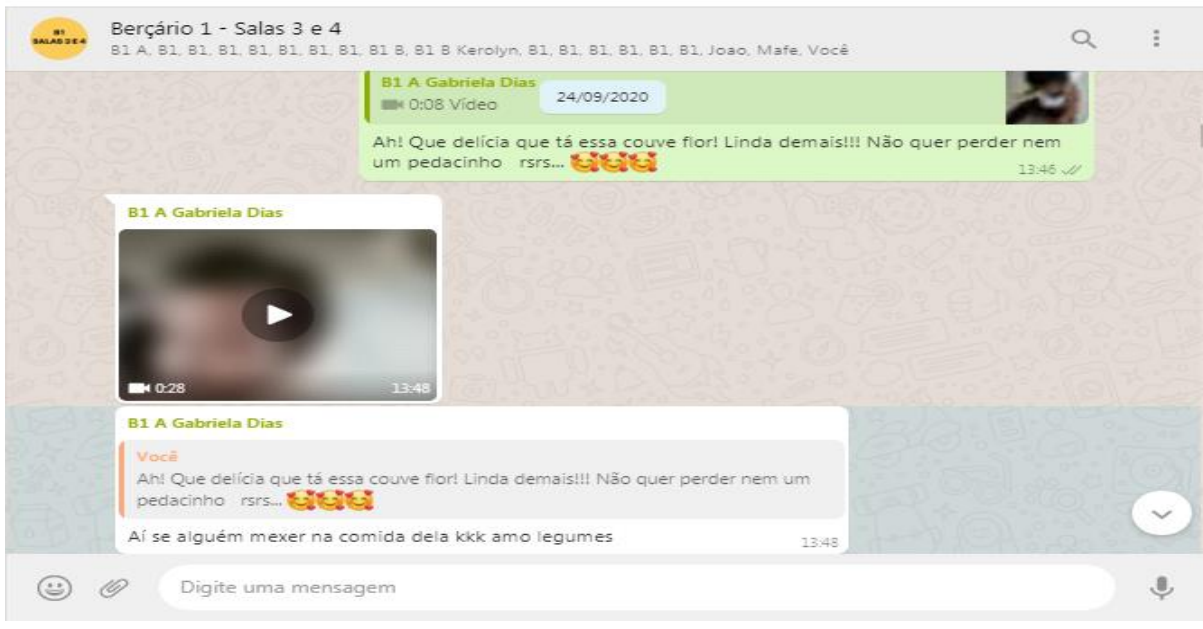 B1
SALAS 3 E 4
Berçário 1 - Salas 3 e 4
B1 A, B1, B1, B1, B1, B1, B1, B1, B1 B, B1 B Kerolyn, B1, B1, B1, B1, B1, B1, Joao, Mafe, Você
B1 A Gabriela Dias
0:08 Vídeo
24/09/2020
Ah! Que delícia que tá essa couve flor! Linda demais!!! Não quer perder nem
um pedacinho rsrs... 🥰🥰🥰
13:46
B1 A Gabriela Dias
0:28
13:48
B1 A Gabriela Dias
Você
Ah! Que delícia que tá essa couve flor! Linda demais!!! Não quer perder nem um
pedacinho rsrs... 🥰🥰🥰
Aí se alguém mexer na comida dela kkk amo legumes
13:48
Digite uma mensagem